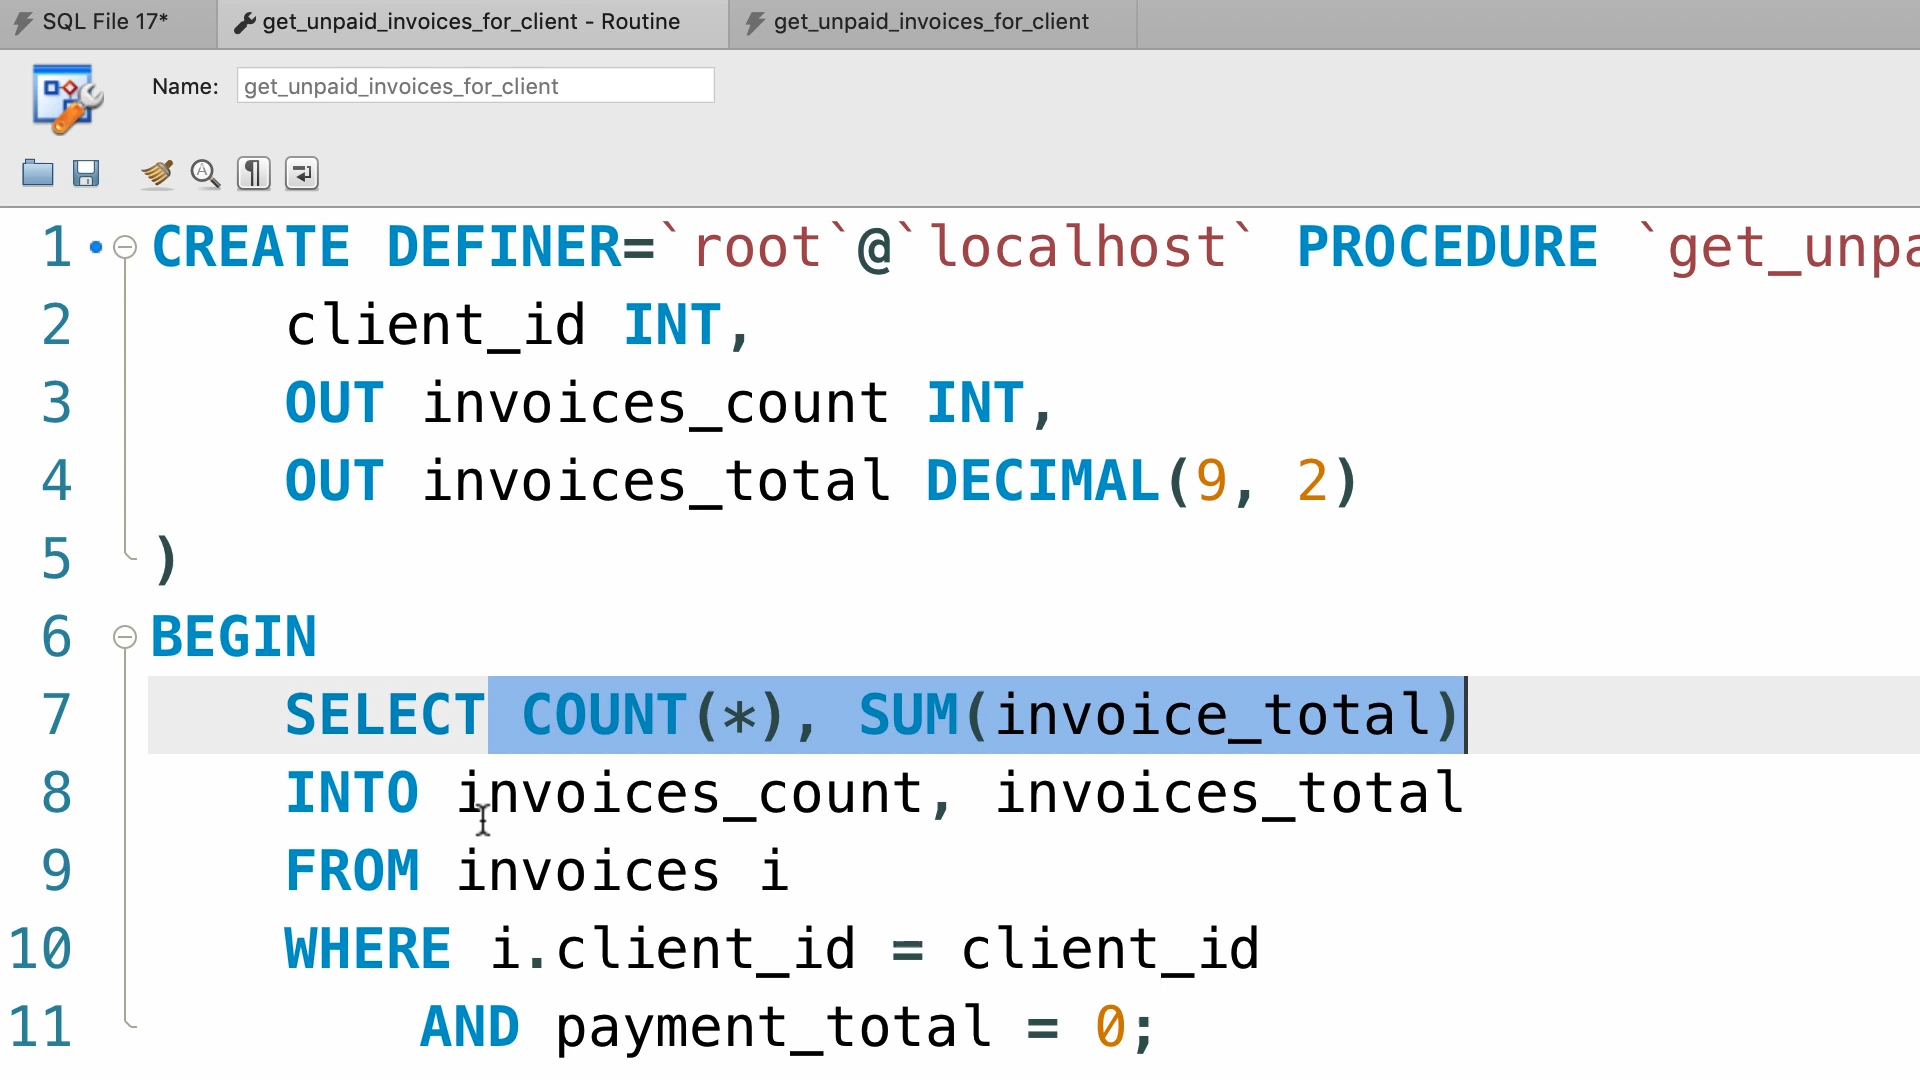 SQL File 17*
get_unpaid_invoices_for_client - Routine
get_unpaid_invoices_for_client
Name: get_unpaid_invoices_for_client
1 CREATE DEFINER=`root`@`localhost` PROCEDURE `get_unpa
2 client_id INT,
3 OUT invoices_count INT,
4 OUT invoices_total DECIMAL(9, 2)
5 )
6 BEGIN
7 SELECT COUNT(*), SUM(invoice_total)
8 INTO invoices_count, invoices_total
9 FROM invoices i
10 WHERE i.client_id = client_id
11 AND payment_total = 0;